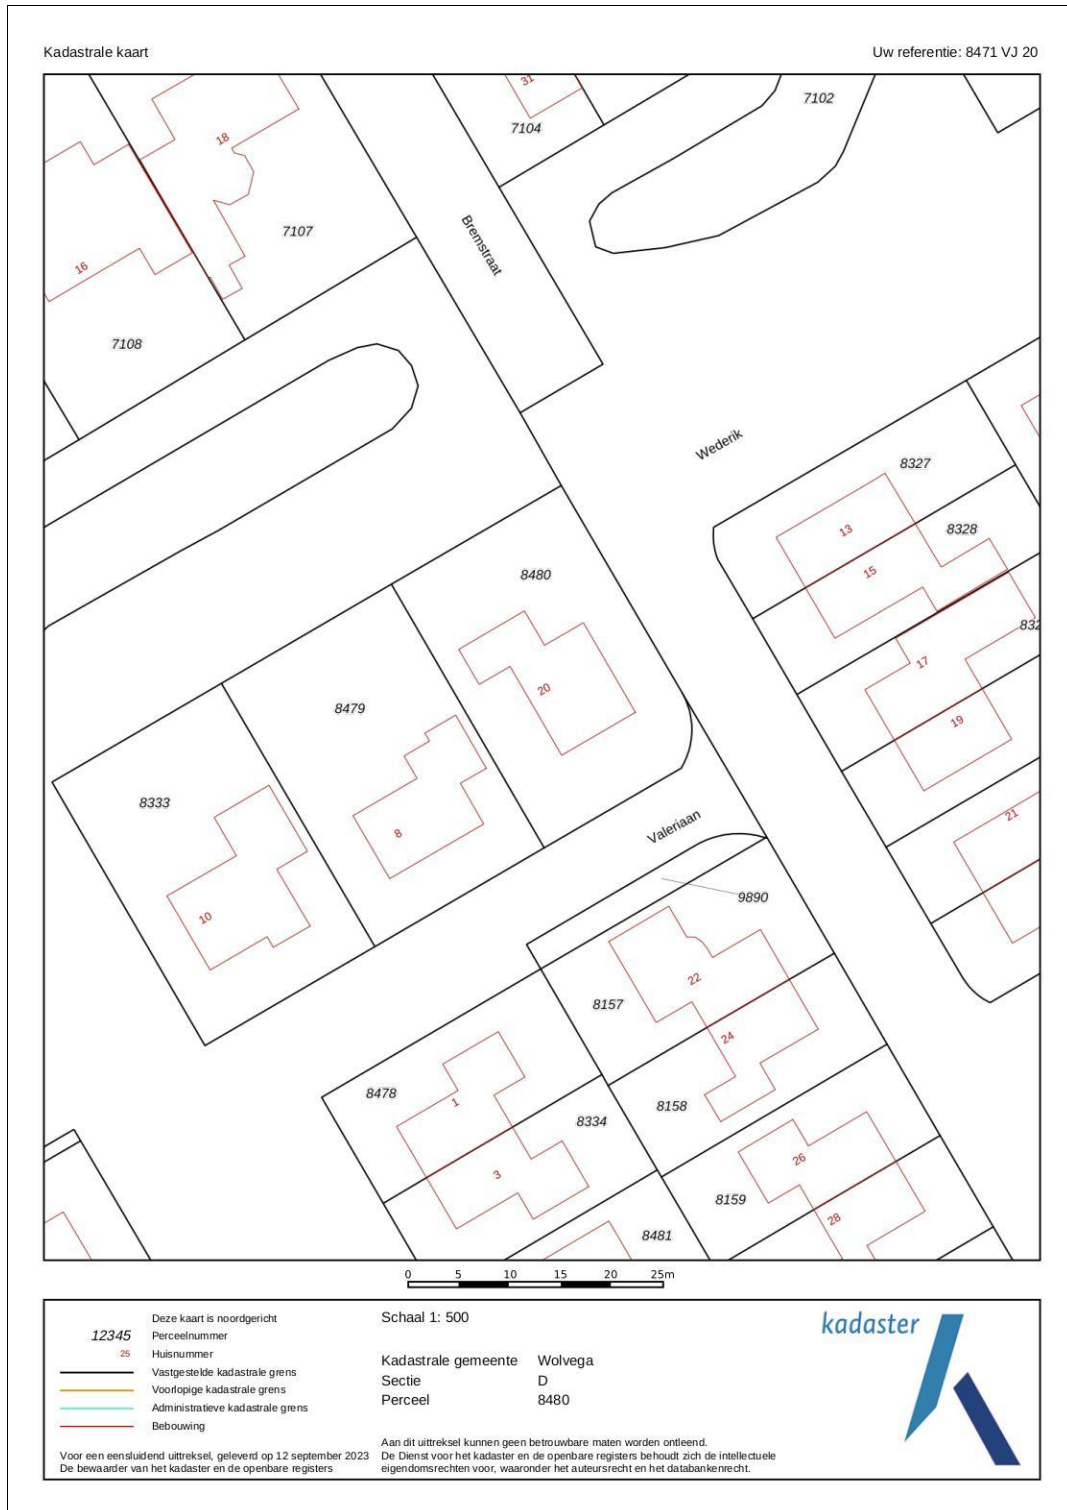 Kadastrale kaart
Uw referentie: 8471 VJ 20
31
7102
7104
18
7107
Bremstraat
16
7108
Wederik
8327
13
8328
15
8480
832
17
20
8479
19
8333
8
21
Valeriaan
10
9890
22
8157
24
8478
1
8158
8334
3
26
8159
28
8481
0 5 10 15 20 25m
Deze kaart is noordgericht
12345 Perceelnummer
25 Huisnummer
Vastgestelde kadastrale grens
Voorlopige kadastrale grens
Administratieve kadastrale grens
Bebouwing
Voor een eensluidend uittreksel, geleverd op 12 september 2023
De bewaarder van het kadaster en de openbare registers
Schaal 1: 500
Kadastrale gemeente Wolvega
Sectie D
Perceel 8480
Aan dit uittreksel kunnen geen betrouwbare maten worden ontleend.
De Dienst voor het kadaster en de openbare registers behoudt zich de intellectuele
eigendomsrechten voor, waaronder het auteursrecht en het databankenrecht.
kadaster